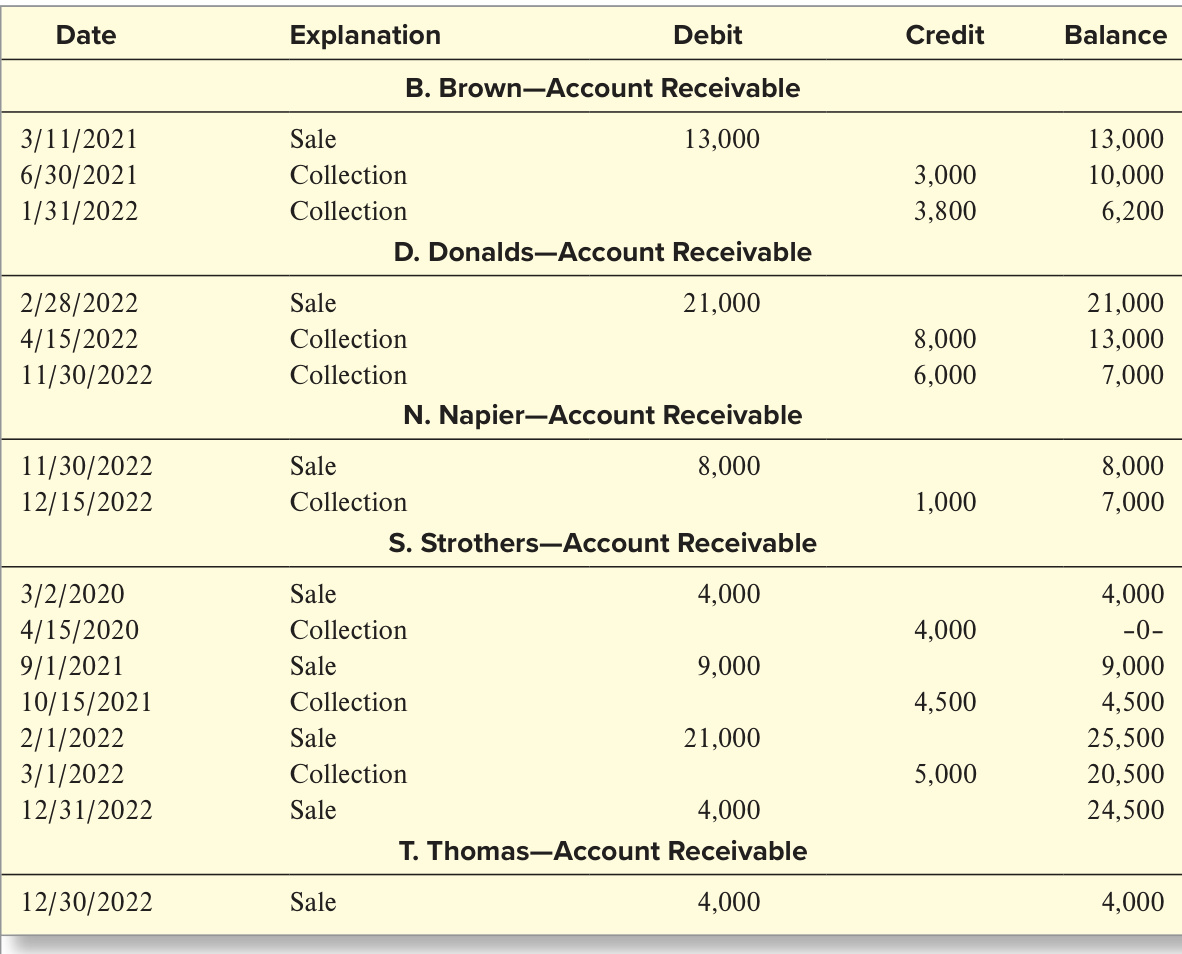 Date Explanation Debit Credit Balance
B. Brown—Account Receivable
3/11/2021 Sale 13,000 13,000
6/30/2021 Collection 3,000 10,000
1/31/2022 Collection 3,800 6,200
D. Donalds—Account Receivable
2/28/2022 Sale 21,000 21,000
4/15/2022 Collection 8,000 13,000
11/30/2022 Collection 6,000 7,000
N. Napier—Account Receivable
11/30/2022 Sale 8,000 8,000
12/15/2022 Collection 1,000 7,000
S. Strothers—Account Receivable
3/2/2020 Sale 4,000 4,000
4/15/2020 Collection 4,000 –0–
9/1/2021 Sale 9,000 9,000
10/15/2021 Collection 4,500 4,500
2/1/2022 Sale 21,000 25,500
3/1/2022 Collection 5,000 20,500
12/31/2022 Sale 4,000 24,500
T. Thomas—Account Receivable
12/30/2022 Sale 4,000 4,000